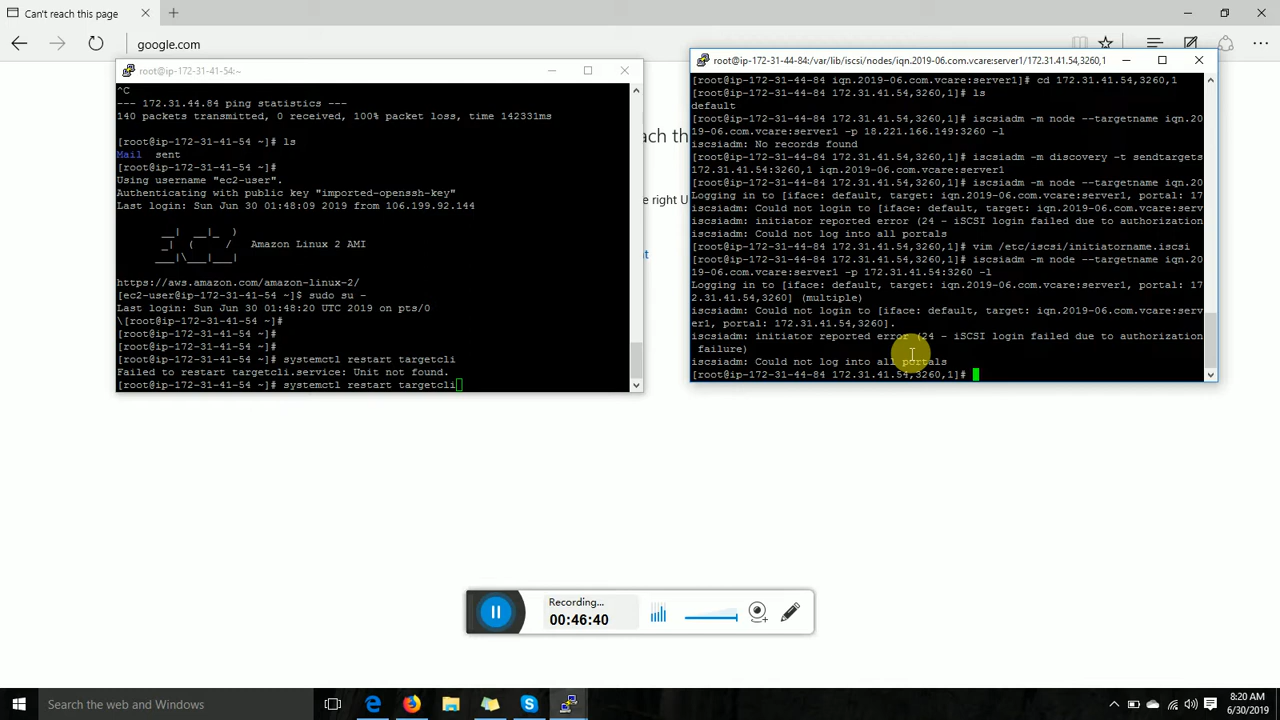 Can't reach this page
google.com
root@ip-172-31-41-54:~
^C
--- 172.31.44.84 ping statistics ---
140 packets transmitted, 0 received, 100% packet loss, time 142331ms
[root@ip-172-31-41-54 ~]# ls
Mail  sent
[root@ip-172-31-41-54 ~]#
Using username "ec2-user".
Authenticating with public key "imported-openssh-key"
Last login: Sun Jun 30 01:48:09 2019 from 106.199.92.144
__|  __|_  )
_|  (     /   Amazon Linux 2 AMI
___|\___|___|
https://aws.amazon.com/amazon-linux-2/
[ec2-user@ip-172-31-41-54 ~]$ sudo su -
Last login: Sun Jun 30 01:48:20 UTC 2019 on pts/0
\[root@ip-172-31-41-54 ~]#
[root@ip-172-31-41-54 ~]#
[root@ip-172-31-41-54 ~]#
[root@ip-172-31-41-54 ~]# systemctl restart targetcli
Failed to restart targetcli.service: Unit not found.
[root@ip-172-31-41-54 ~]# systemctl restart targetcli
root@ip-172-31-44-84:/var/lib/iscsi/nodes/iqn.2019-06.com.vcare:server1/172.31.41.54,3260,1
[root@ip-172-31-44-84 iqn.2019-06.com.vcare:server1]# cd 172.31.41.54,3260,1
[root@ip-172-31-44-84 172.31.41.54,3260,1]# ls
default
[root@ip-172-31-44-84 172.31.41.54,3260,1]# iscsiadm -m node --targetname iqn.20
19-06.com.vcare:server1 -p 18.221.166.149:3260 -l
iscsiadm: No records found
[root@ip-172-31-44-84 172.31.41.54,3260,1]# iscsiadm -m discovery -t sendtargets
172.31.41.54:3260,1 iqn.2019-06.com.vcare:server1
[root@ip-172-31-44-84 172.31.41.54,3260,1]# iscsiadm -m node --targetname iqn.20
Logging in to [iface: default, target: iqn.2019-06.com.vcare:server1, portal: 17
iscsiadm: Could not login to [iface: default, target: iqn.2019-06.com.vcare:serv
iscsiadm: initiator reported error (24 - iSCSI login failed due to authorization
iscsiadm: Could not log into all portals
[root@ip-172-31-44-84 172.31.41.54,3260,1]# vim /etc/iscsi/initiatorname.iscsi
[root@ip-172-31-44-84 172.31.41.54,3260,1]# iscsiadm -m node --targetname iqn.20
19-06.com.vcare:server1 -p 172.31.41.54:3260 -l
Logging in to [iface: default, target: iqn.2019-06.com.vcare:server1, portal: 17
2.31.41.54,3260] (multiple)
iscsiadm: Could not login to [iface: default, target: iqn.2019-06.com.vcare:serv
er1, portal: 172.31.41.54,3260].
iscsiadm: initiator reported error (24 - iSCSI login failed due to authorization
failure)
iscsiadm: Could not log into all portals
[root@ip-172-31-44-84 172.31.41.54,3260,1]#
ach th
e right U
t
Recording...
00:46:40
Search the web and Windows
8:20 AM
6/30/2019